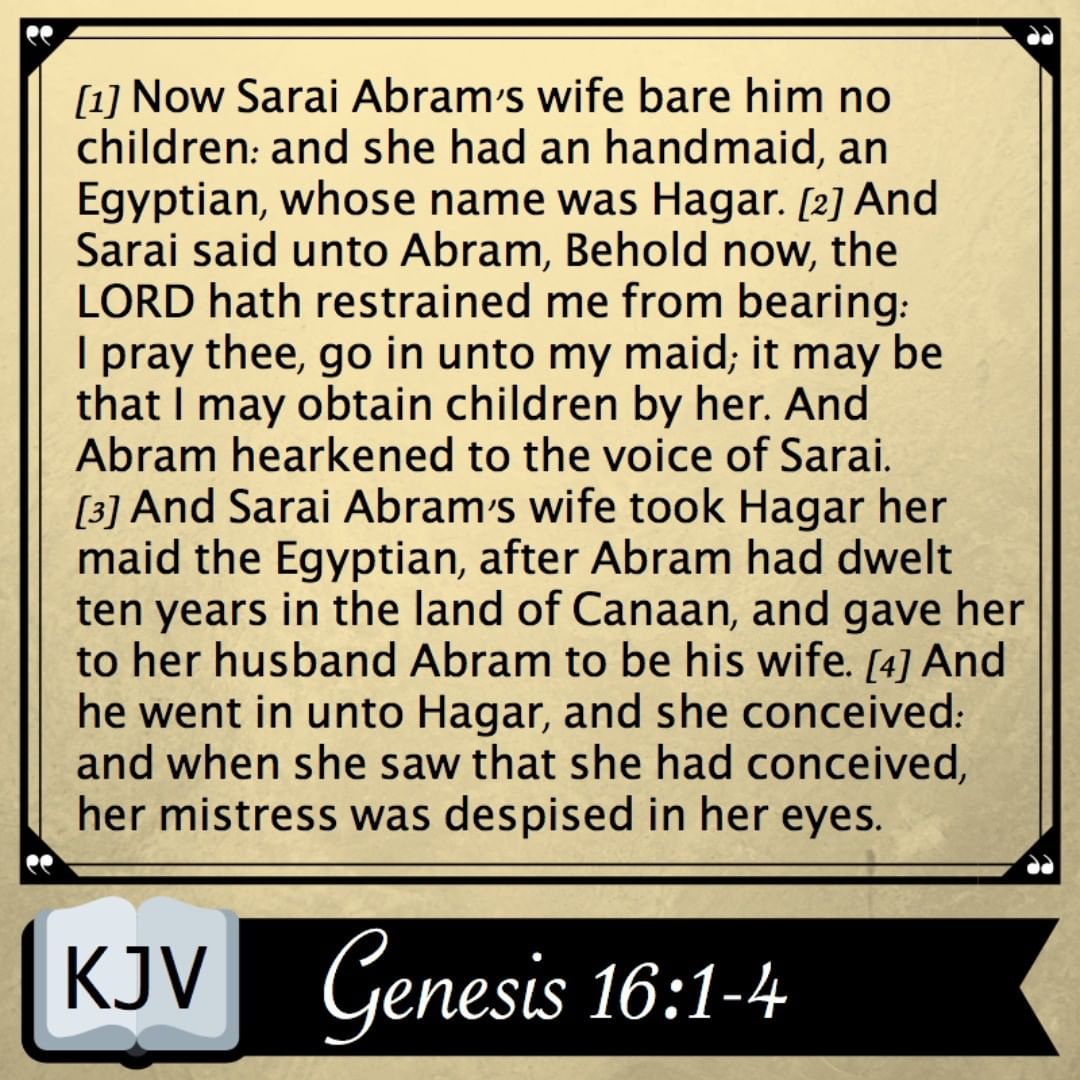 [1] Now Sarai Abram's wife bare him no
children: and she had an handmaid, an
Egyptian, whose name was Hagar. [2] And
Sarai said unto Abram, Behold now, the
LORD hath restrained me from bearing:
I pray thee, go in unto my maid; it may be
that I may obtain children by her. And
Abram hearkened to the voice of Sarai.
[3] And Sarai Abram's wife took Hagar her
maid the Egyptian, after Abram had dwelt
ten years in the land of Canaan, and gave her
to her husband Abram to be his wife. [4] And
he went in unto Hagar, and she conceived:
and when she saw that she had conceived,
her mistress was despised in her eyes.
KJV
Genesis 16:1-4